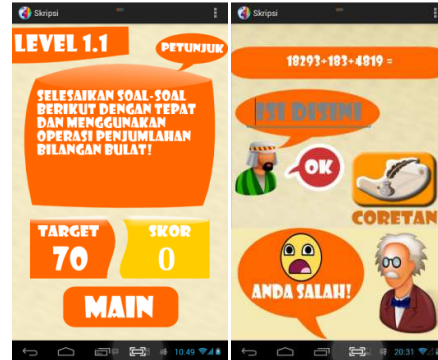 Skripsi
LEVEL 1.1
PETUNJUK
SELESAIKAN SOAL-SOAL
BERIKUT DENGAN TEPAT
DAN MENGGUNAKAN
OPERASI PENJUMLAHAN
BILANGAN BULAT!
TARGET
70
SKOR
0
MAIN
10:49
Skripsi
18293+183+4819 =
ISI DISINI
OK
CORETAN
ANDA SALAH!
20:31